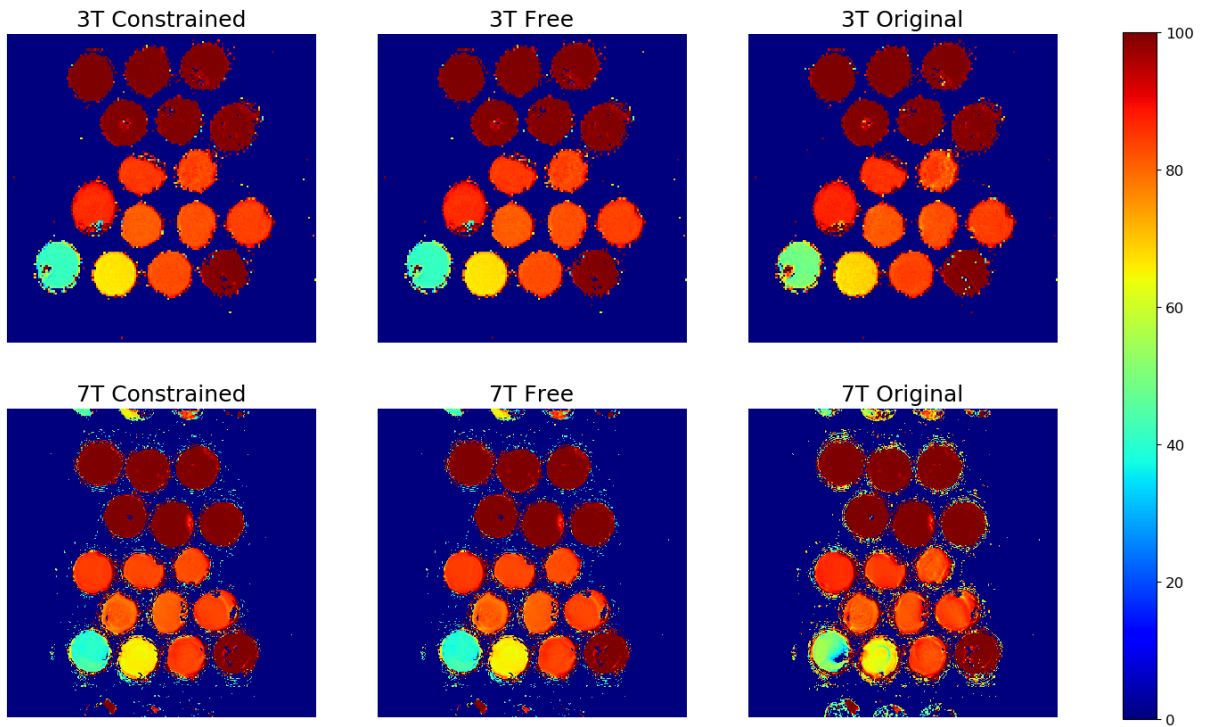 3T Constrained
3T Free
3T Original
7T Constrained
7T Free
7T Original
100
80
60
40
20
0